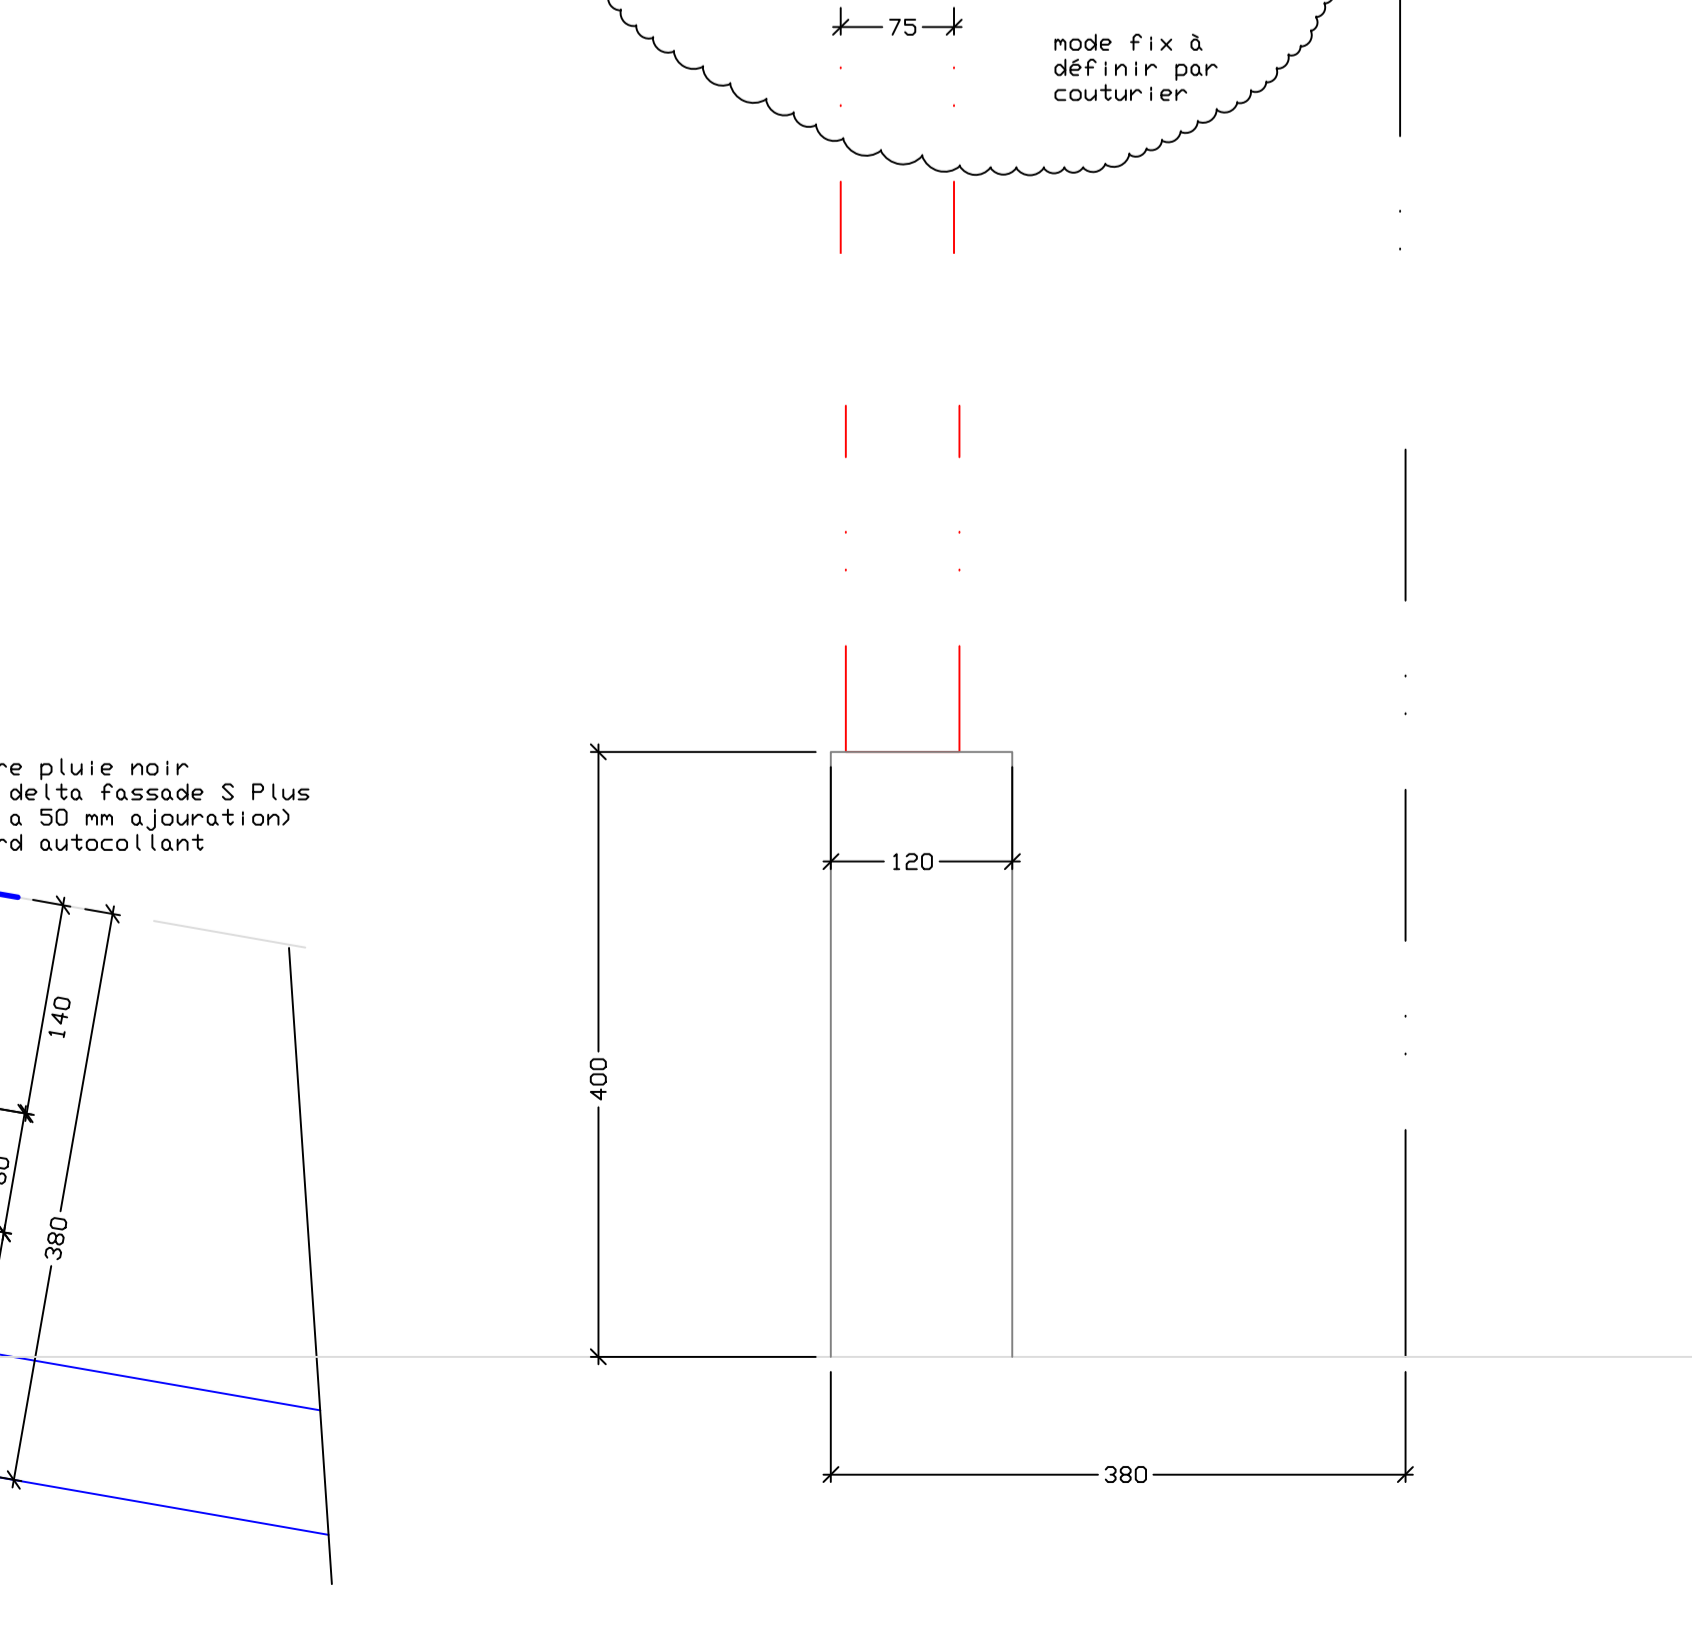 75
mode fix à
définir par
couturier
re pluie noir
delta fassade S Plus
a 50 mm ajouration)
rd autocollant
120
140
400
380
380